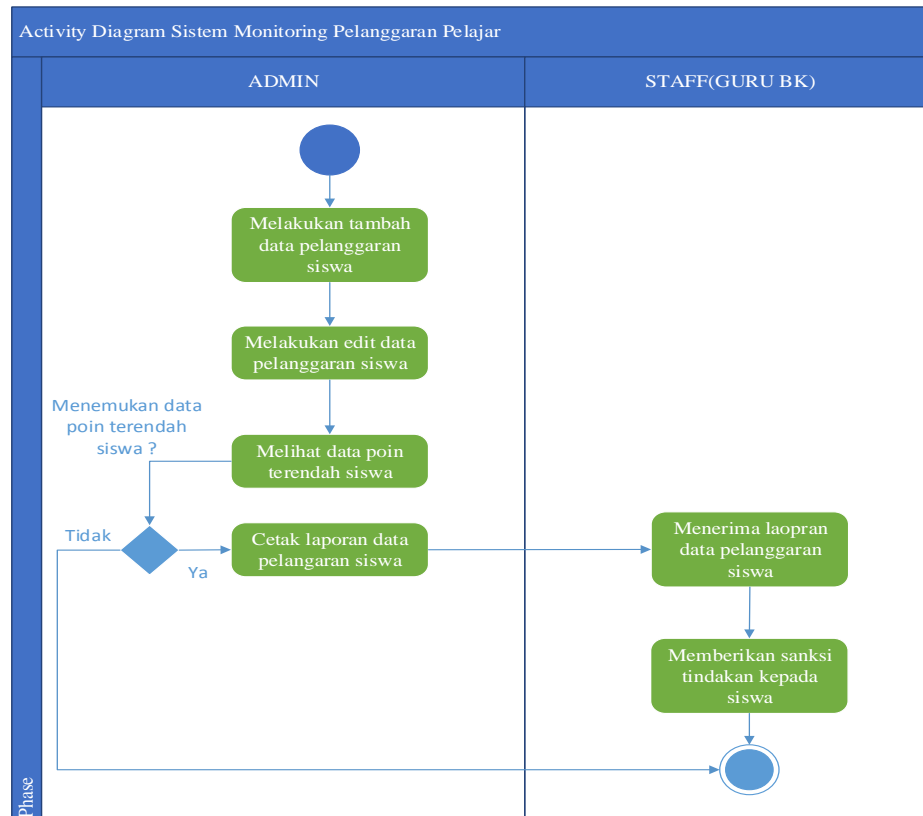 Activity Diagram Sistem Monitoring Pelanggaran Pelajar
ADMIN
STAFF(GURU BK)
Melakukan tambah
data pelanggaran
siswa
Melakukan edit data
pelanggaran siswa
Menemukan data
poin terendah
siswa ?
Melihat data poin
terendah siswa
Tidak
Ya
Cetak laporan data
pelangaran siswa
Menerima laopran
data pelanggaran
siswa
Memberikan sanksi
tindakan kepada
siswa
Phase